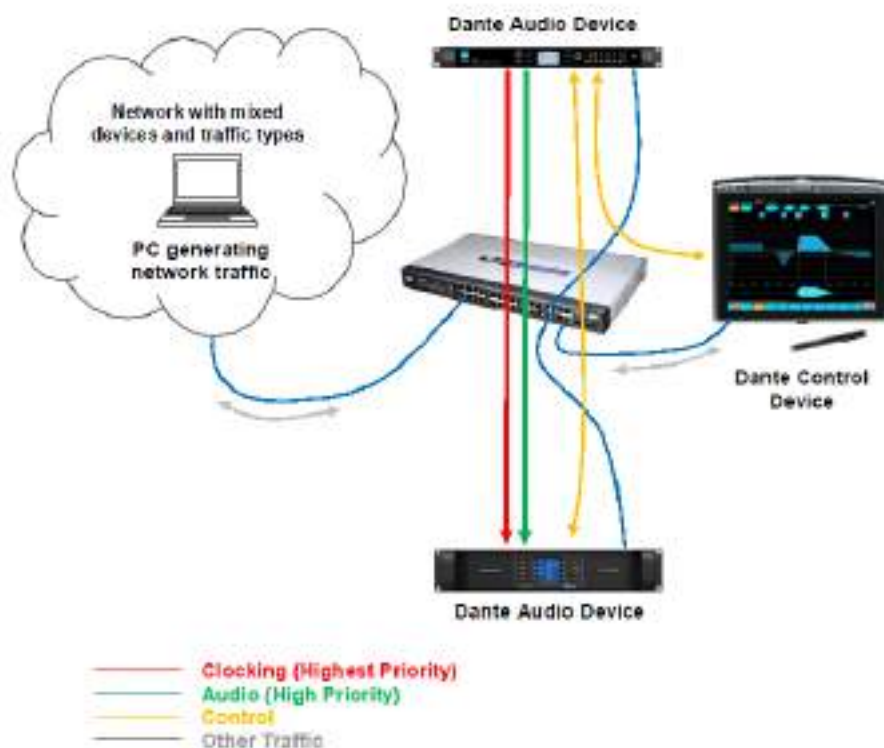 Dante Audio Device
Network with mixed
devices and traffic types
PC generating
network traffic
Dante Control
Device
Dante Audio Device
Clocking (Highest Priority)
Audio (High Priority)
Control
Other Traffic